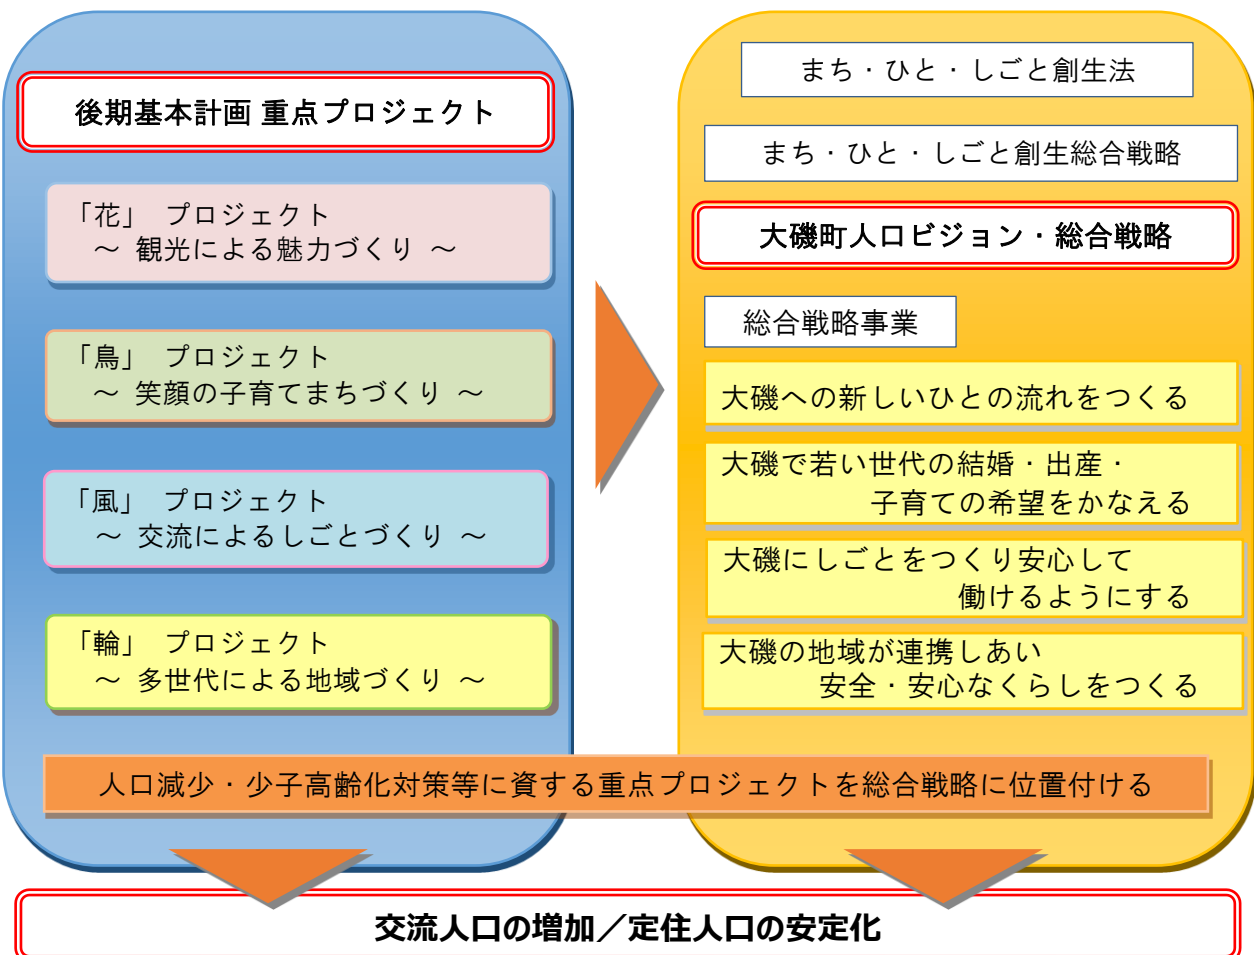 後期基本計画 重点プロジェクト
「花」 プロジェクト
～ 観光による魅力づくり ～
「鳥」 プロジェクト
～ 笑顔の子育てまちづくり ～
「風」 プロジェクト
～ 交流によるしごとづくり ～
「輪」 プロジェクト
～ 多世代による地域づくり ～
まち・ひと・しごと創生法
まち・ひと・しごと創生総合戦略
大磯町人口ビジョン・総合戦略
総合戦略事業
大磯への新しいひとの流れをつくる
大磯で若い世代の結婚・出産・
子育ての希望をかなえる
大磯にしごとをつくり安心して
働けるようにする
大磯の地域が連携しあい
安全・安心なくらしをつくる
人口減少・少子高齢化対策等に資する重点プロジェクトを総合戦略に位置付ける
交流人口の増加／定住人口の安定化